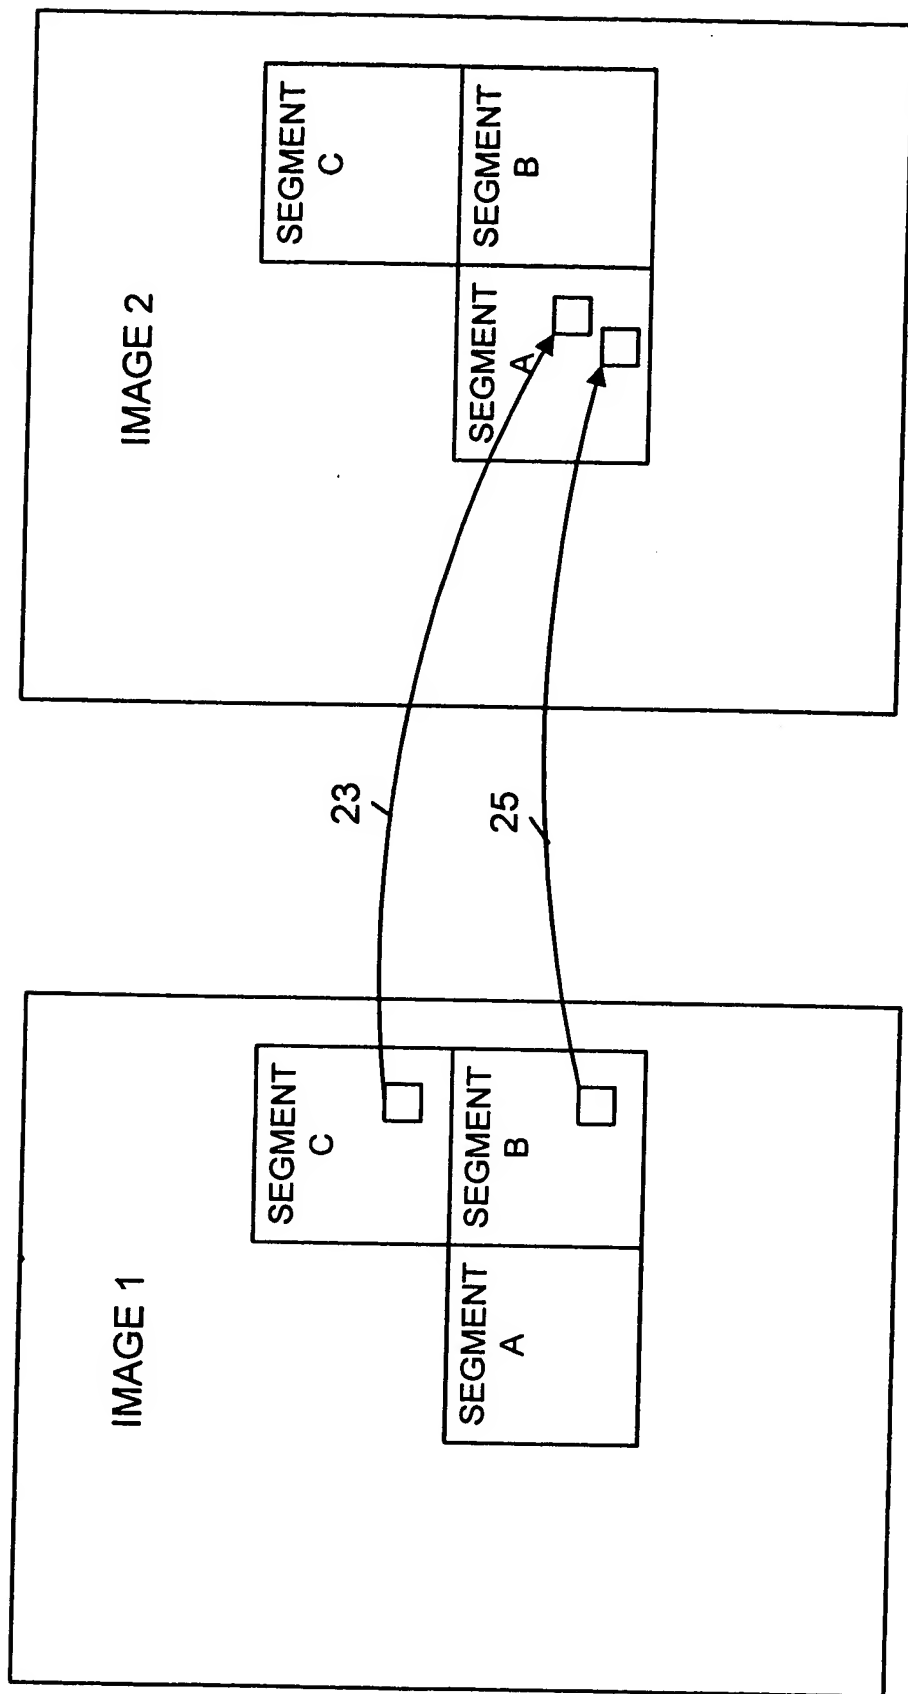 IMAGE 1
SEGMENT
C
SEGMENT
A
SEGMENT
B
23
25
IMAGE 2
SEGMENT
C
SEGMENT
A
SEGMENT
B